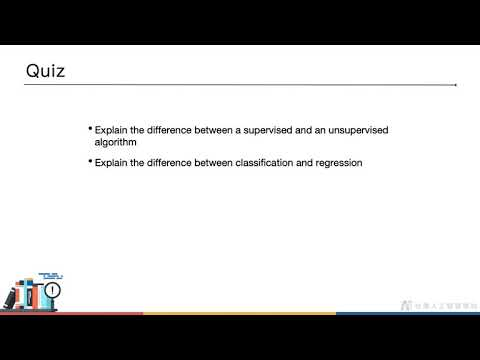 Quiz
• Explain the difference between a supervised and an unsupervised
algorithm
• Explain the difference between classification and regression